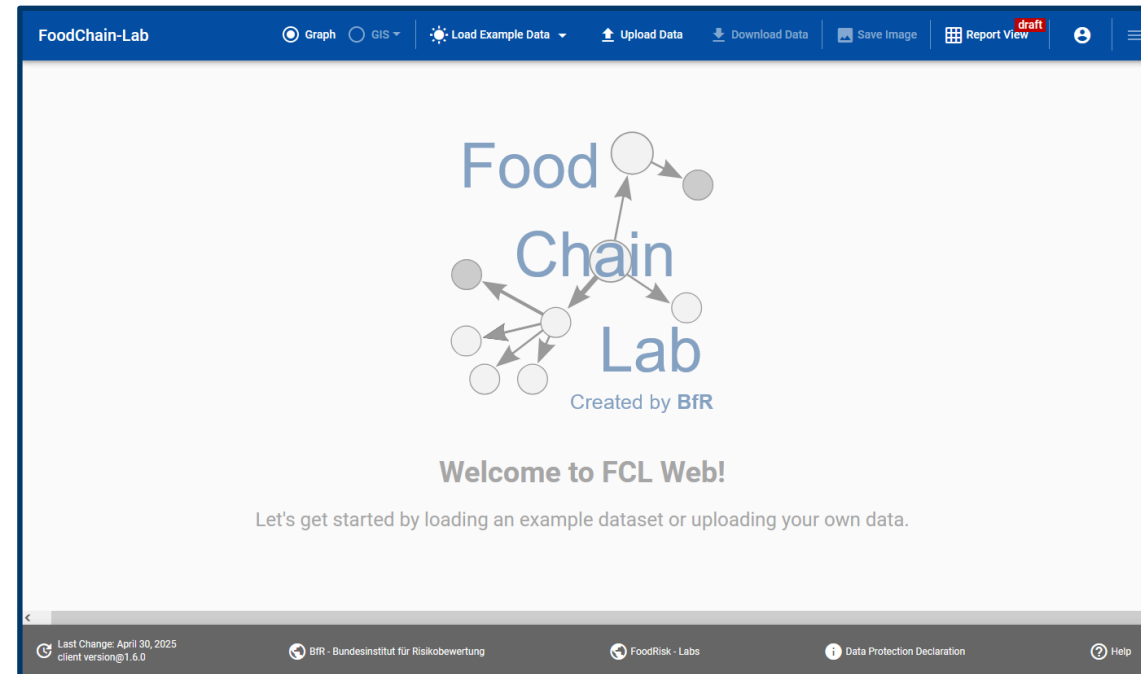 FoodChain-Lab Graph GIS Load Example Data Upload Data Download Data Save Image Report View draft
Food
Chain
Lab
Created by BfR
Welcome to FCL Web!
Let's get started by loading an example dataset or uploading your own data.
Last Change: April 30, 2025
client version@1.6.0
BfR - Bundesinstitut für Risikobewertung
FoodRisk - Labs
Data Protection Declaration
Help